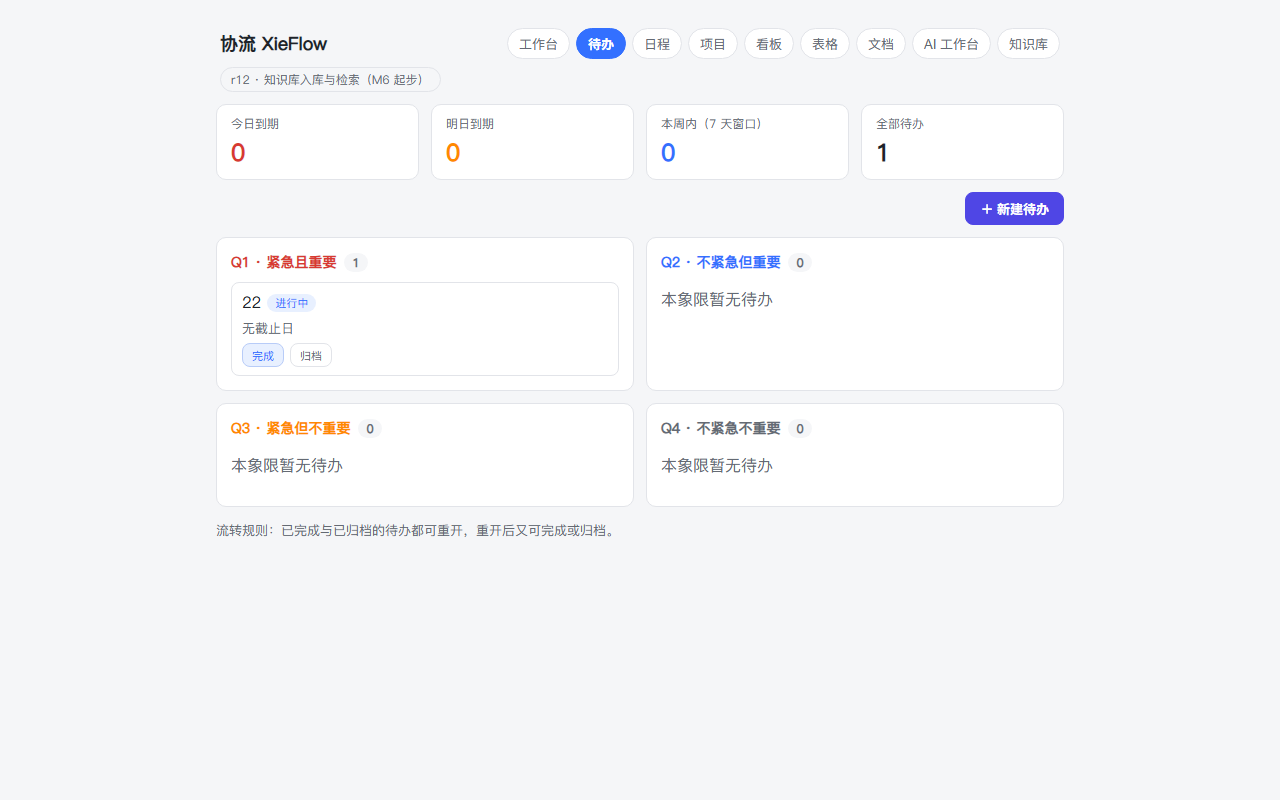 协流 XieFlow
工作台 待办 日程 项目 看板 表格 文档 AI 工作台 知识库
r12 · 知识库入库与检索（M6 起步）
今日到期 明日到期 本周内（7 天窗口） 全部待办
0 0 0 1
＋ 新建待办
Q1 · 紧急且重要 1
22 进行中
无截止日
完成 归档
Q2 · 不紧急但重要 0
本象限暂无待办
Q3 · 紧急但不重要 0
本象限暂无待办
Q4 · 不紧急不重要 0
本象限暂无待办
流转规则：已完成与已归档的待办都可重开，重开后又可完成或归档。